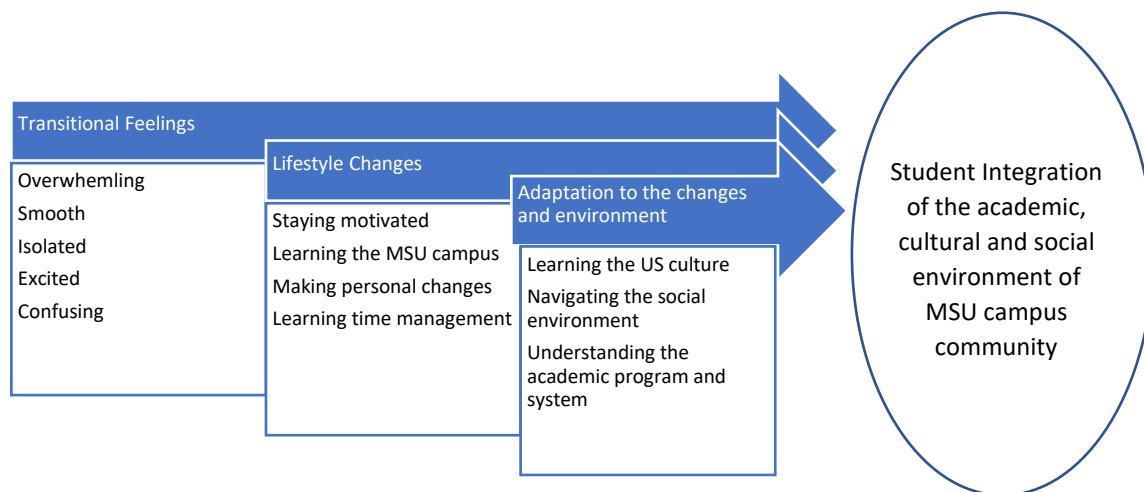 Transitional Feelings
Overwhemling
Smooth
Isolated
Excited
Confusing
Lifestyle Changes
Staying motivated
Learning the MSU campus
Making personal changes
Learning time management
Adaptation to the changes
and environment
Learning the US culture
Navigating the social
environment
Understanding the
academic program and
system
Student Integration
of the academic,
cultural and social
environment of
MSU campus
community